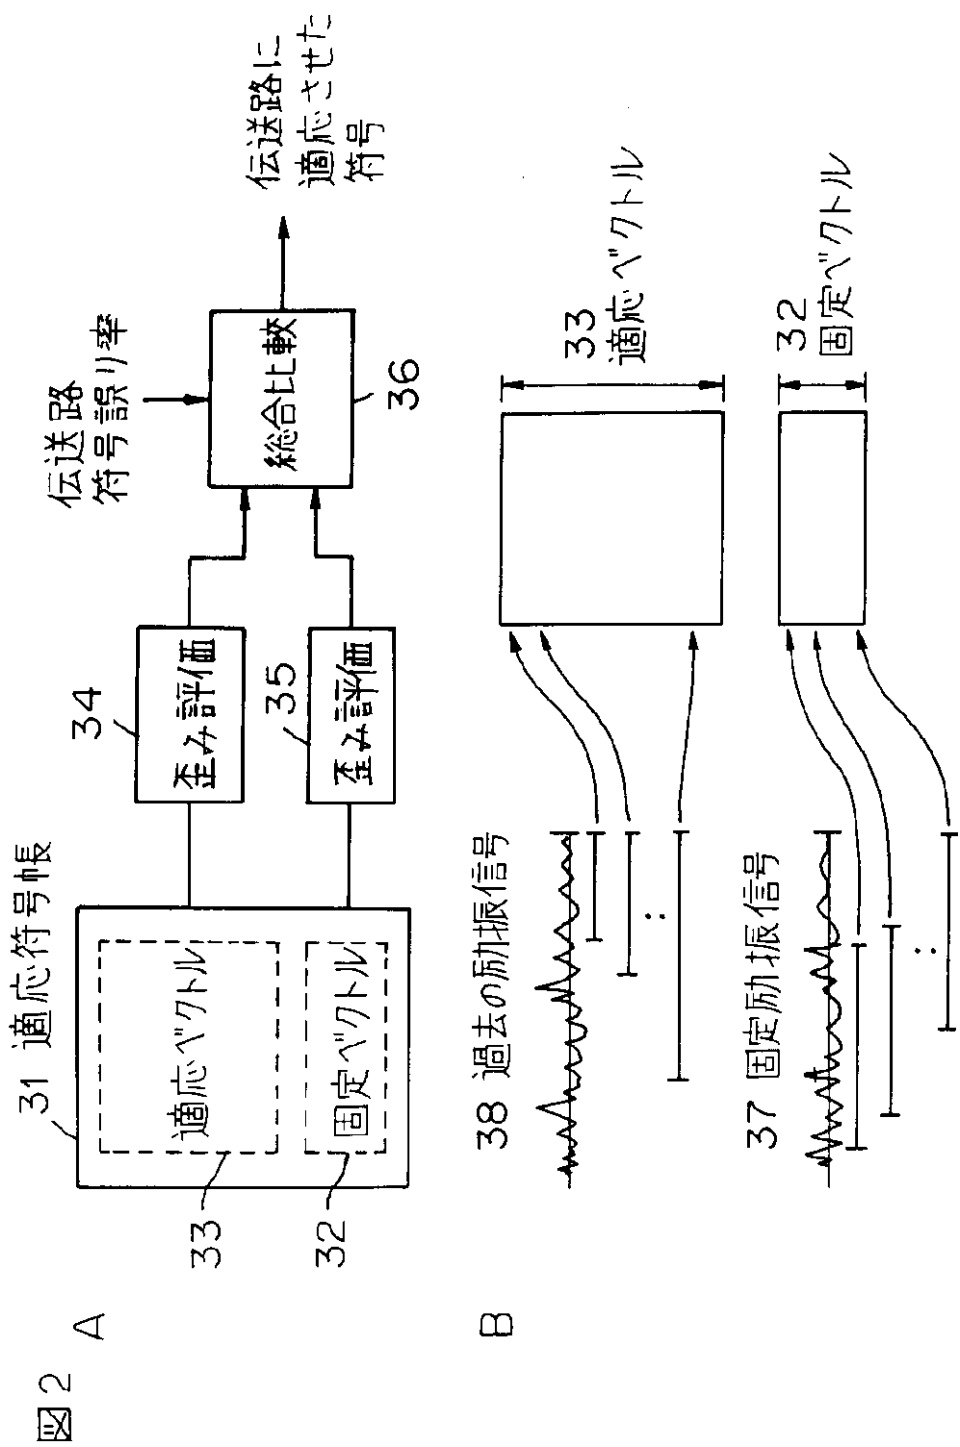 図2
A
31 適応符号帳
適応ベクトル
固定ベクトル
33
32
34
歪み評価
35
歪み評価
伝送路
符号誤り率
総合比較
36
伝送路に
適応させた
符号
B
38 過去の励振信号
:
33
適応ベクトル
37 固定励振信号
:
32
固定ベクトル